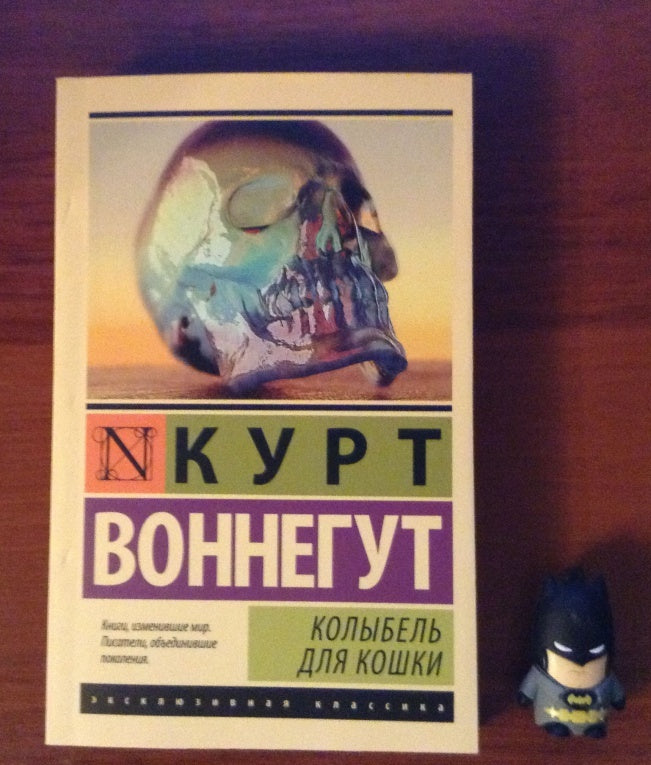 N КУРТ
ВОННЕГУТ
Книги, изменившие мир.
Писатели, объединившие
поколения.
КОЛЫБЕЛЬ
ДЛЯ КОШКИ
эксклюзивная классика